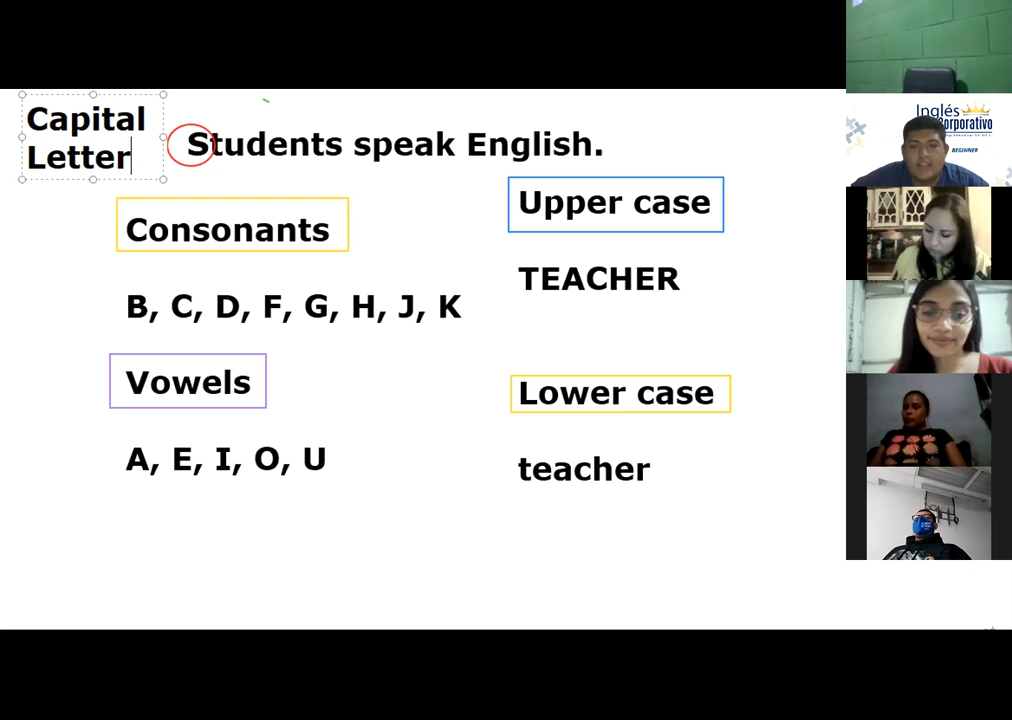 Capital
Letter
Students speak English.
Consonants
B, C, D, F, G, H, J, K
Vowels
A, E, I, O, U
Upper case
TEACHER
Lower case
teacher
Inglés
Corporativo
BEGINNER